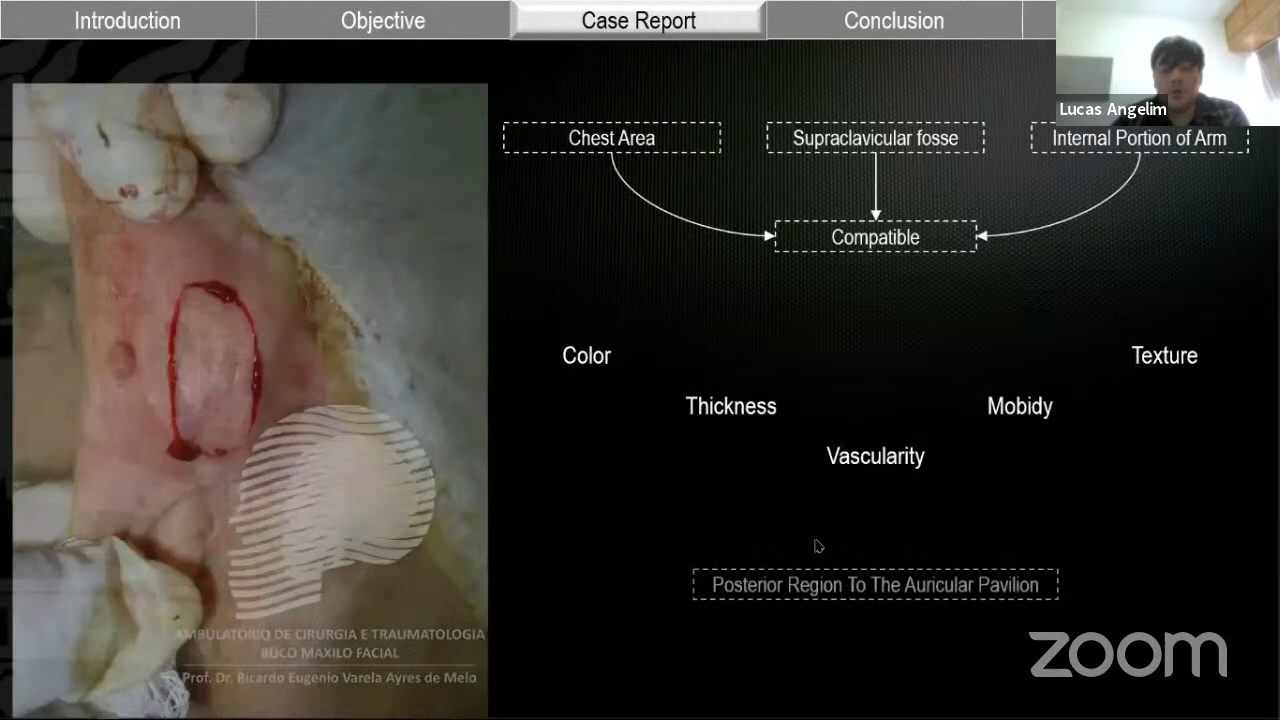 Introduction
Objective
Case Report
Conclusion
Lucas Angelim
Chest Area
Supraclavicular fosse
Internal Portion of Arm
Compatible
Color
Texture
Thickness
Mobidy
Vascularity
Posterior Region To The Auricular Pavilion
AMBULATÓRIO DE CIRURGIA E TRAUMATOLOGIA
BUCO MAXILO FACIAL
Prof. Dr. Ricardo Eugenio Varela Ayres de Melo
zoom